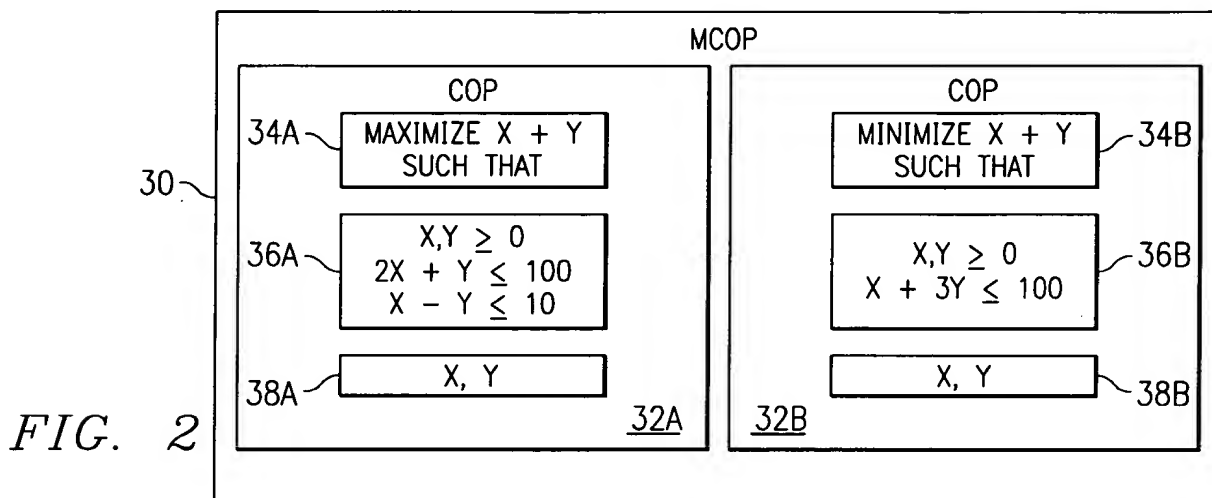 MCOP
COP
34A
MAXIMIZE X + Y
SUCH THAT
36A
X,Y ≥ 0
2X + Y ≤ 100
X − Y ≤ 10
38A
X, Y
32A
COP
MINIMIZE X + Y
SUCH THAT
34B
X,Y ≥ 0
X + 3Y ≤ 100
36B
X, Y
38B
32B
30
FIG. 2